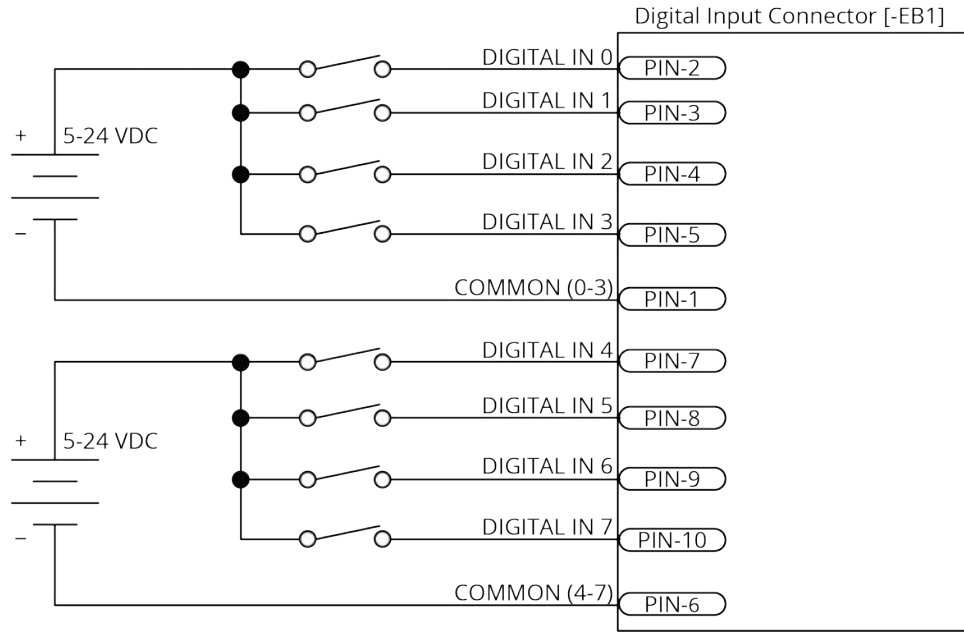 Digital Input Connector [-EB1]
DIGITAL IN 0 PIN-2
DIGITAL IN 1 PIN-3
+ 5-24 VDC
DIGITAL IN 2 PIN-4
DIGITAL IN 3 PIN-5
−
COMMON (0-3) PIN-1
DIGITAL IN 4 PIN-7
DIGITAL IN 5 PIN-8
+ 5-24 VDC
DIGITAL IN 6 PIN-9
DIGITAL IN 7 PIN-10
−
COMMON (4-7) PIN-6